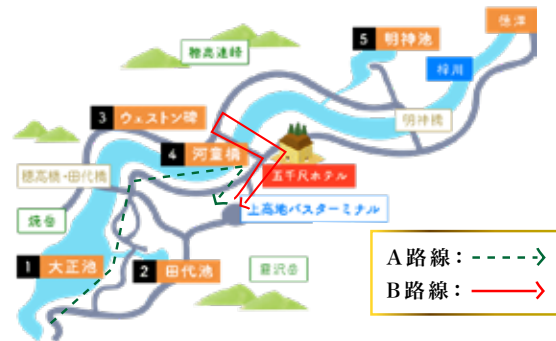 徳澤
5 明神池
穂高連峰
梓川
3 ウェストン碑
明神橋
4 河童橋
穂高橋・田代橋
五千尺ホテル
焼岳
上高地バスターミナル
1 大正池
2 田代池
霞沢岳
A路線：
B路線：